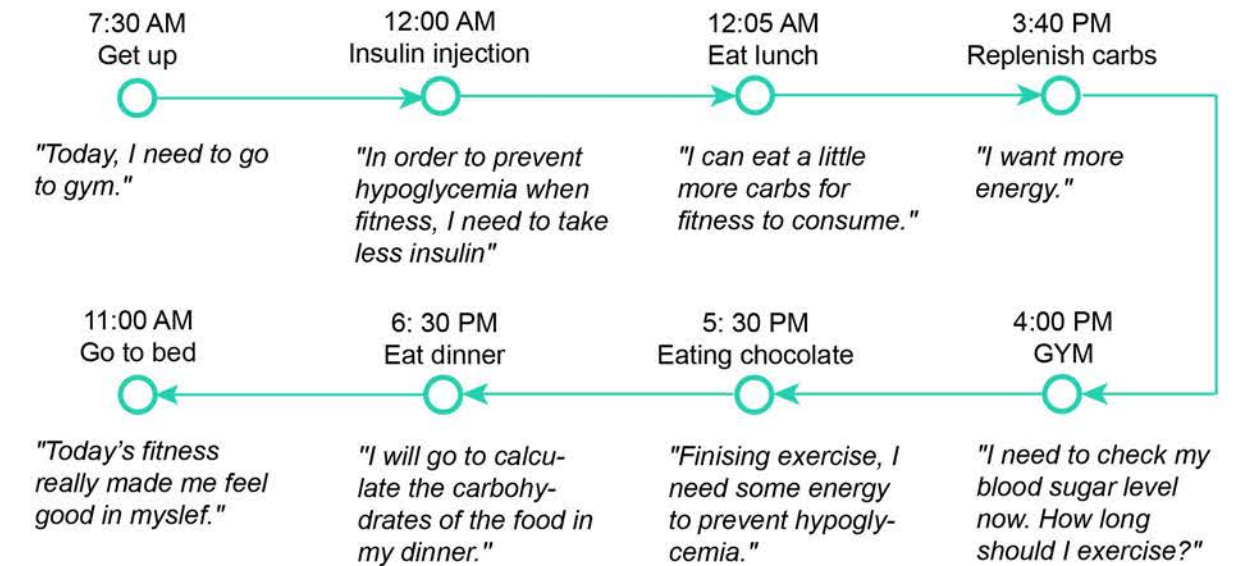 7:30 AM
Get up
"Today, I need to go
to gym."
12:00 AM
Insulin injection
"In order to prevent
hypoglycemia when
fitness, I need to take
less insulin"
12:05 AM
Eat lunch
"I can eat a little
more carbs for
fitness to consume."
3:40 PM
Replenish carbs
"I want more
energy."
4:00 PM
GYM
"I need to check my
blood sugar level
now. How long
should I exercise?"
5: 30 PM
Eating chocolate
"Finising exercise, I
need some energy
to prevent hypogly-
cemia."
6: 30 PM
Eat dinner
"I will go to calcu-
late the carbohy-
drates of the food in
my dinner."
11:00 AM
Go to bed
"Today's fitness
really made me feel
good in myslef."